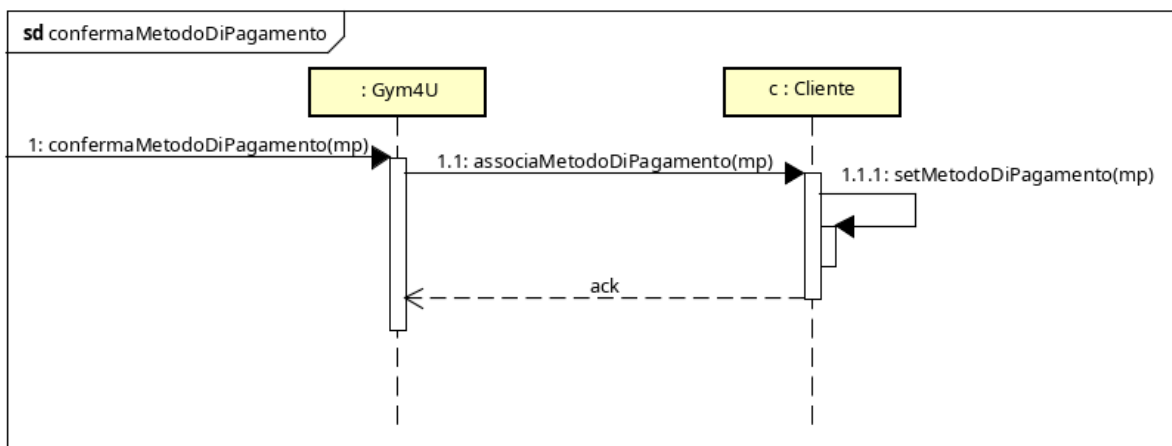 sd confermaMetodoDiPagamento
: Gym4U
c : Cliente
1: confermaMetodoDiPagamento(mp)
1.1: associaMetodoDiPagamento(mp)
1.1.1: setMetodoDiPagamento(mp)
ack